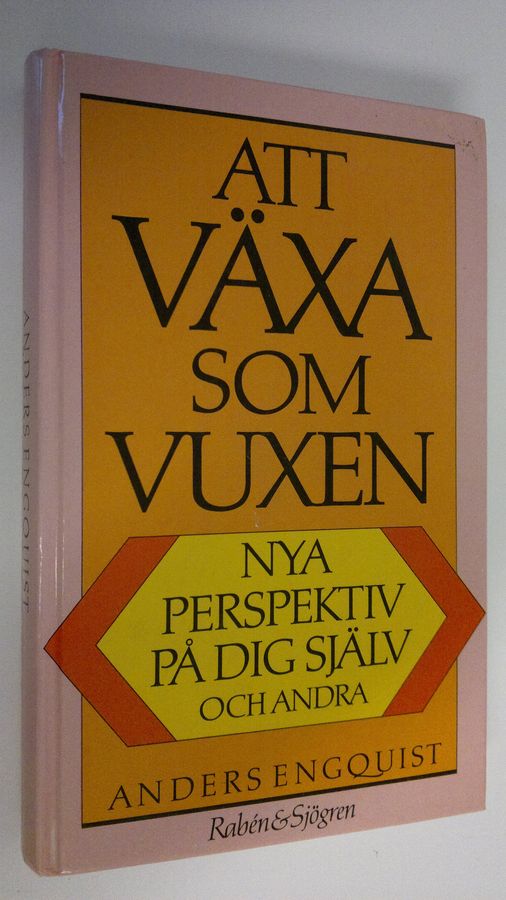 ATT
VÄXA
SOM
VUXEN
NYA
PERSPEKTIV
PÅ DIG SJÄLV
OCH ANDRA
ANDERS ENGQUIST
Rabén & Sjögren
ANDERS ENGQUIST